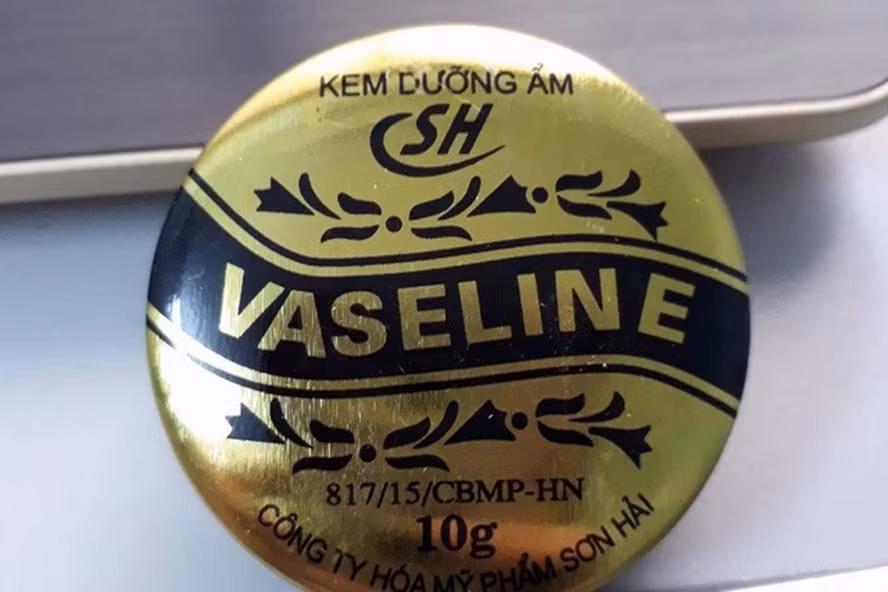 KEM DƯỠNG ẨM
SH
VASELINE
817/15/CBMP-HN
10g
CÔNG TY HÓA MỸ PHẨM SƠN HẢI